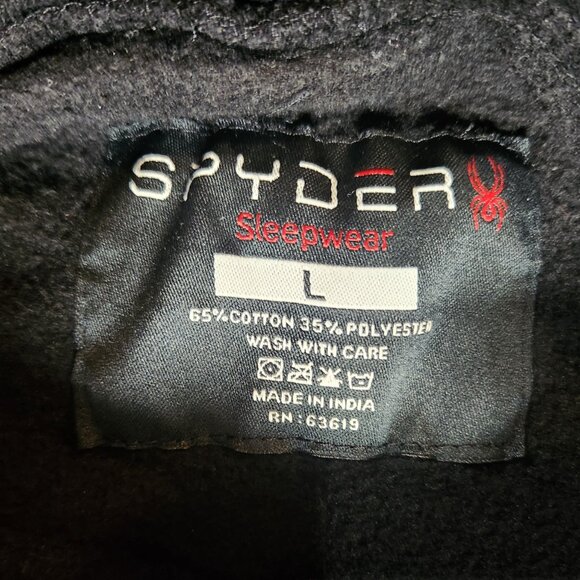 SPYDER
Sleepwear
L
65% COTTON 35% POLYESTER
WASH WITH CARE
MADE IN INDIA
RN : 63619